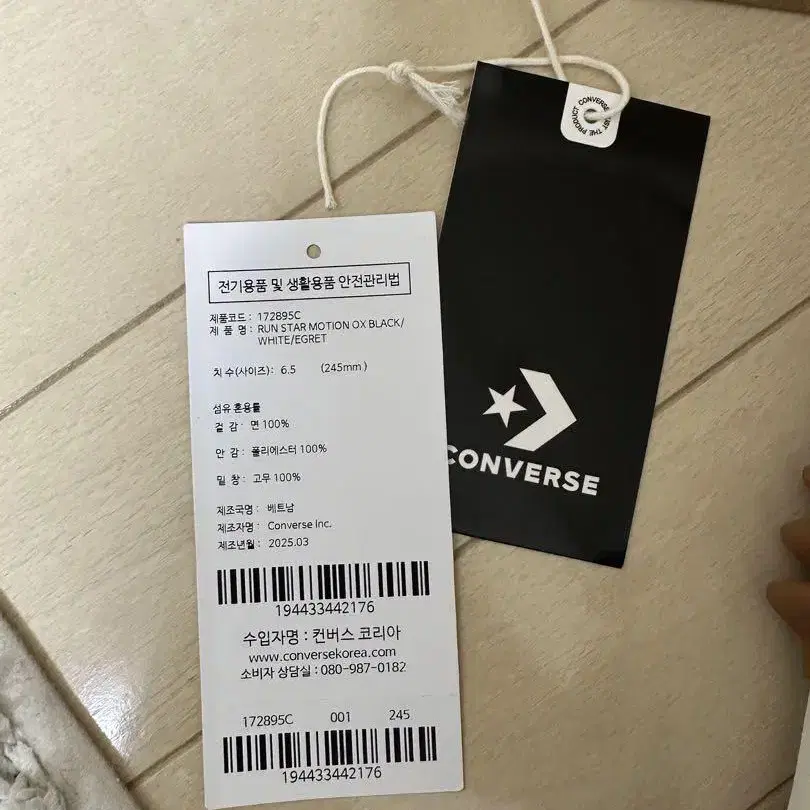 CONVERSE
전기용품 및 생활용품 안전관리법
제품코드 : 172895C
제 품 명 : RUN STAR MOTION OX BLACK/
WHITE/EGRET
치 수(사이즈) : 6.5 (245mm)
섬유 혼용률
겉 감 : 면 100%
안 감 : 폴리에스터 100%
밑 창 : 고무 100%
제조국명 : 베트남
제조자명 : Converse Inc.
제조년월 : 2025.03
194433442176
수입자명 : 컨버스 코리아
www.conversekorea.com
소비자 상담실 : 080-987-0182
172895C 001 245
194433442176
CONVERSE
THE PRODUCT